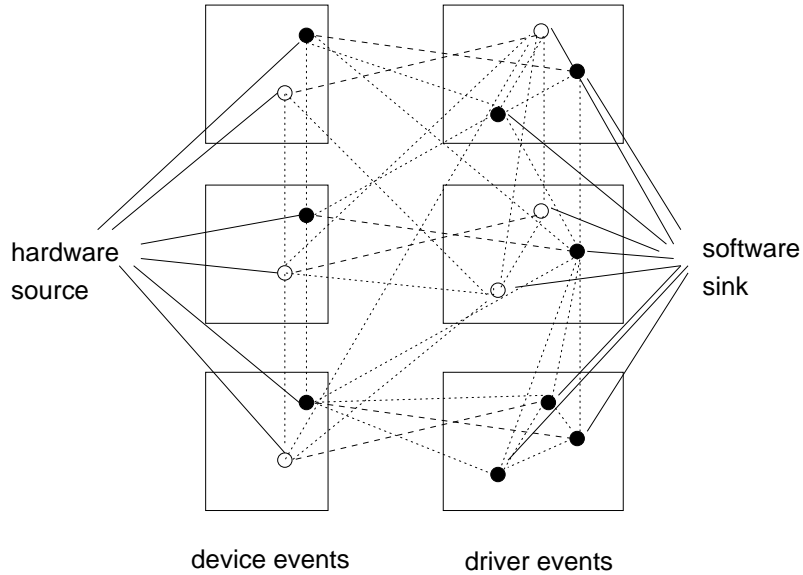 hardware
source
software
sink
device events
driver events